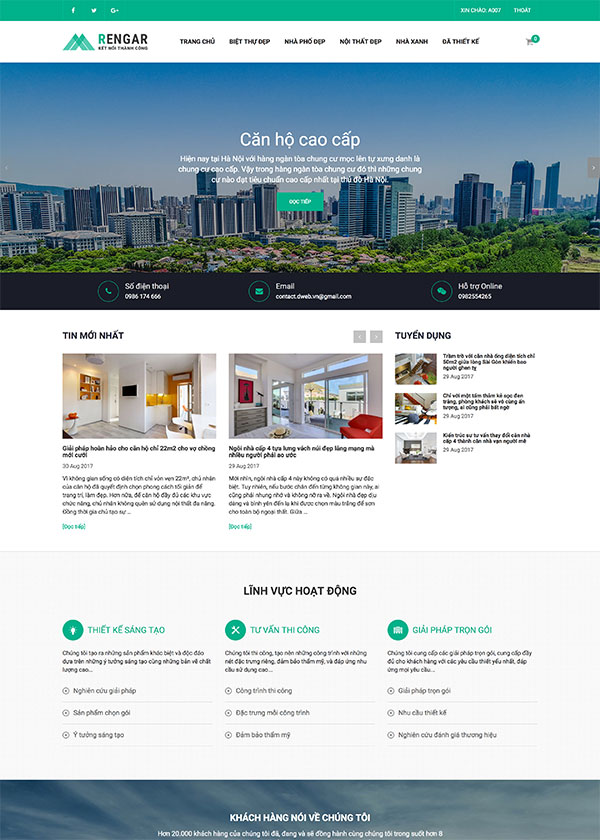 XIN CHÀO: A007 THOÁT
RENGAR
KẾT NỐI THÀNH CÔNG
TRANG CHỦ BIỆT THỰ ĐẸP NHÀ PHỐ ĐẸP NỘI THẤT ĐẸP NHÀ XANH ĐÃ THIẾT KẾ
0
Căn hộ cao cấp
Hiện nay tại Hà Nội với hàng ngàn tòa chung cư mọc lên tự xưng danh là
chung cư cao cấp. Vậy trong hàng ngàn tòa chung cư đó thì những chung
cư nào đạt tiêu chuẩn cao cấp nhất tại thủ đô Hà Nội.
ĐỌC TIẾP
Số điện thoại
0986 174 666
Email
contact.dweb.vn@gmail.com
Hỗ trợ Online
0982554265
TIN MỚI NHẤT
Giải pháp hoàn hảo cho căn hộ chỉ 22m2 cho vợ chồng
mới cưới
30 Aug 2017
Vì không gian sống có diện tích chỉ vỏn vẹn 22m², chủ nhân
của căn hộ đã quyết định chọn phong cách tối giản để
trang trí, làm đẹp. Hơn nữa, để căn hộ đầy đủ các khu vực
chức năng, chủ nhân không quên sử dụng nội thất đa năng.
Đồng thời gia chủ tạo sự ...
[Đọc tiếp]
Ngôi nhà cấp 4 tựa lưng vách núi đẹp lãng mạng mà
nhiều người phải ao ước
29 Aug 2017
Mới nhìn, ngôi nhà cấp 4 này không có quá nhiều sự đặc
biệt. Tuy nhiên, nếu bước chân đến từng không gian này, ai
cũng phải nhung nhớ và không nỡ ra về. Ngôi nhà đẹp dịu
dàng và bình yên đến lạ khi được chọn màu trắng để sơn
cho toàn bộ ngoại thất. Giữa ...
[Đọc tiếp]
TUYỂN DỤNG
Trầm trồ với căn nhà ống diện tích chỉ
50m2 giữa lòng Sài Gòn khiến bao
người ghen tỵ
29 Aug 2017
Chỉ với một tấm thảm kẻ sọc đen
trắng, phòng khách sẽ vô cùng ấn
tượng, ai cũng phải bất ngờ
29 Aug 2017
Kiến trúc sư tư vấn thay đổi căn nhà
cấp 4 thành căn nhà vạn người mê
29 Aug 2017
LĨNH VỰC HOẠT ĐỘNG
THIẾT KẾ SÁNG TẠO
Chúng tôi tạo ra những sản phẩm khác biệt và độc đáo
dựa trên những ý tưởng sáng tạo cùng những bản vẽ chất
lượng cao...
Nghiên cứu giải pháp
Sản phẩm chọn gói
Ý tưởng sáng tạo
TƯ VẤN THI CÔNG
Chúng tôi thi công, tạo nên những công trình với những
nét đặc trưng riêng, đảm bảo thẩm mỹ, và đáp ứng nhu
cầu sử dụng cao...
Công trình thi công
Đặc trưng mỗi công trình
Đảm bảo thẩm mỹ
GIẢI PHÁP TRỌN GÓI
Chúng tôi cung cấp các giải pháp trọn gói, cung cấp đầy
đủ cho khách hàng với các yêu cầu thiết yếu nhất, đáp
ứng mọi yêu cầu...
Giải pháp trọn gói
Nhu cầu thiết kế
Nghiên cứu đánh giá thương hiệu
KHÁCH HÀNG NÓI VỀ CHÚNG TÔI
Hơn 20.000 khách hàng của chúng tôi đã, đang và sẽ đồng hành cùng chúng tôi trong suốt hơn 8